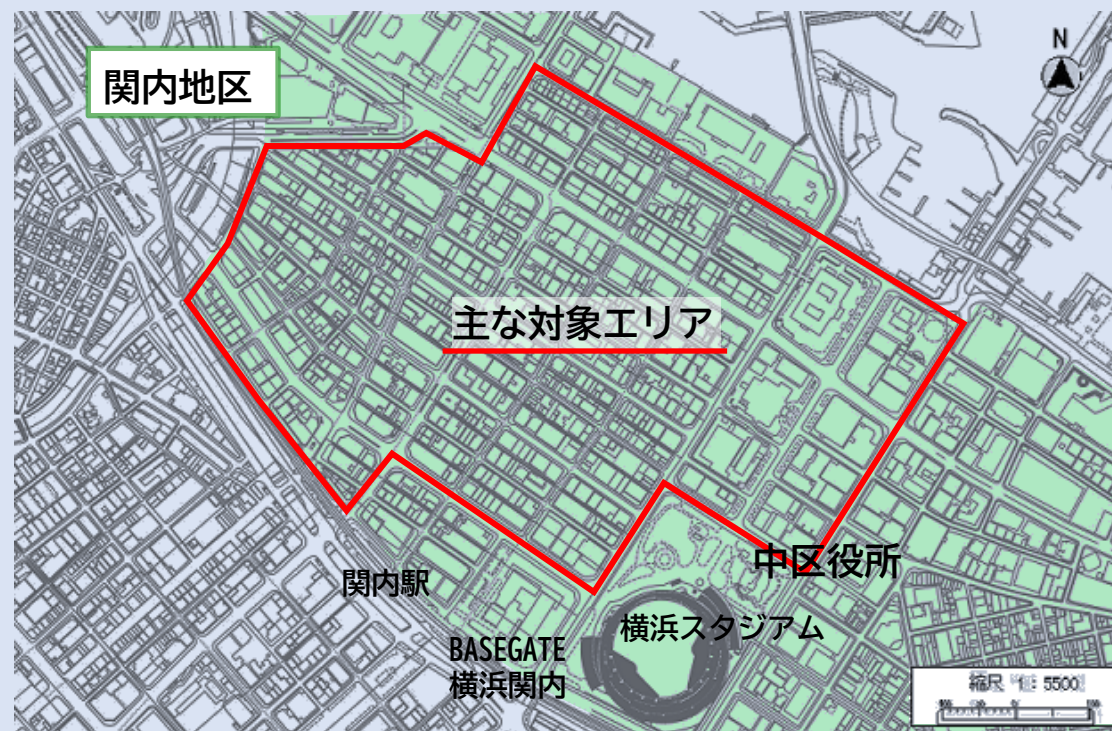 関内地区
N
主な対象エリア
中区役所
関内駅
横浜スタジアム
BASEGATE
横浜関内
縮尺 5500